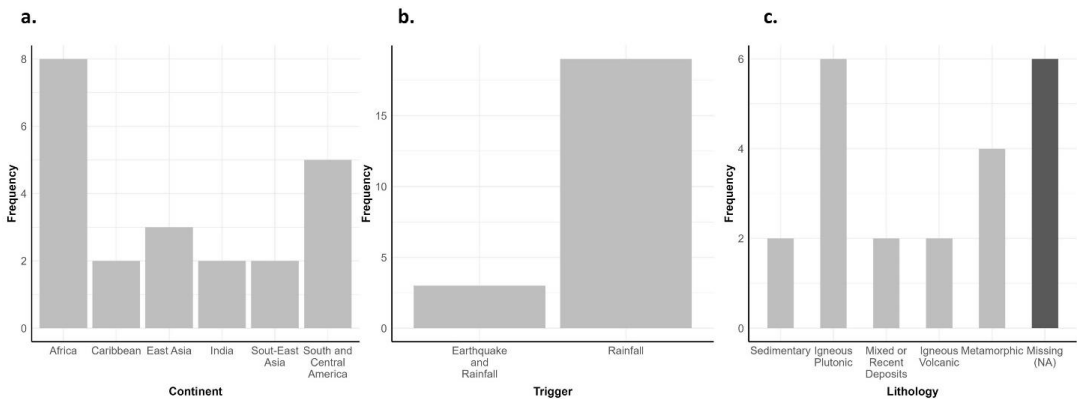 a.
b.
c.
Frequency
8
6
4
2
0
Africa
Caribbean
East Asia
India
Sout-East
Asia
South and
Central
America
Continent
Frequency
15
10
5
0
Earthquake
and
Rainfall
Rainfall
Trigger
Frequency
6
4
2
0
Sedimentary
Igneous
Plutonic
Mixed or
Recent
Deposits
Igneous
Volcanic
Metamorphic
Missing
(NA)
Lithology